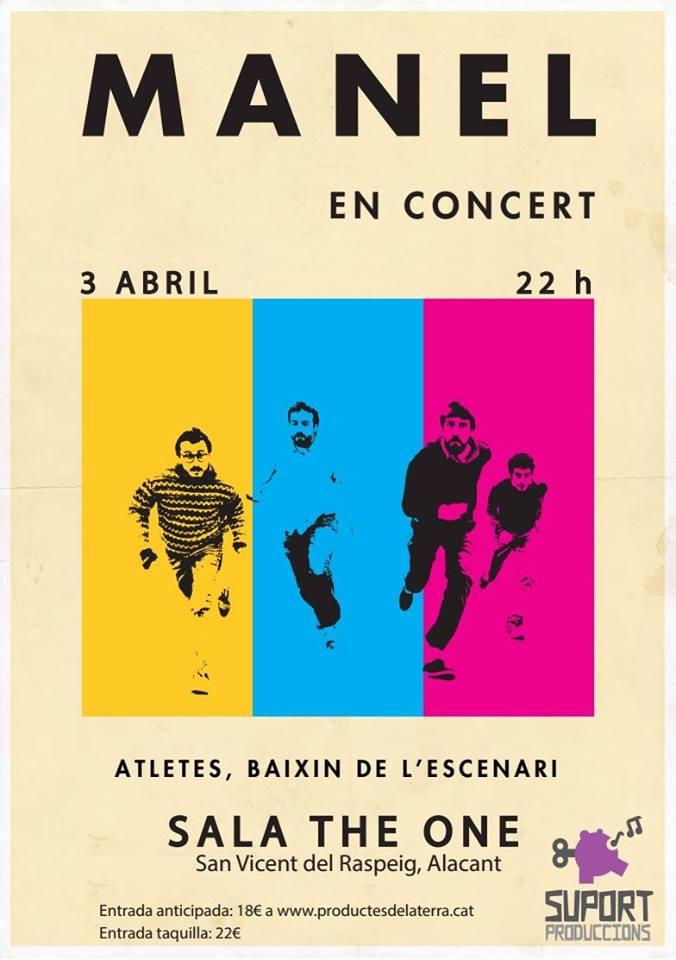 MANEL
EN CONCERT
3 ABRIL 22 h
ATLETES, BAIXIN DE L'ESCENARI
SALA THE ONE
San Vicent del Raspeig, Alacant
Entrada anticipada: 18€ a www.productesdelaterra.cat
Entrada taquilla: 22€
SUPORT
PRODUCCIONS